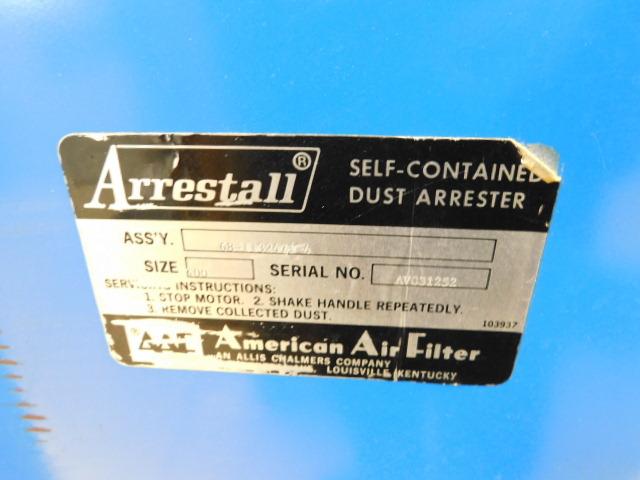 Arrestall®
SELF-CONTAINED
DUST ARRESTER
ASS'Y.
SIZE 600 SERIAL NO. AV031252
INSTRUCTIONS:
1. STOP MOTOR. 2. SHAKE HANDLE REPEATEDLY.
3. REMOVE COLLECTED DUST.
103937
AAF American Air Filter
AN ALLIS CHALMERS COMPANY
LOUISVILLE, KENTUCKY